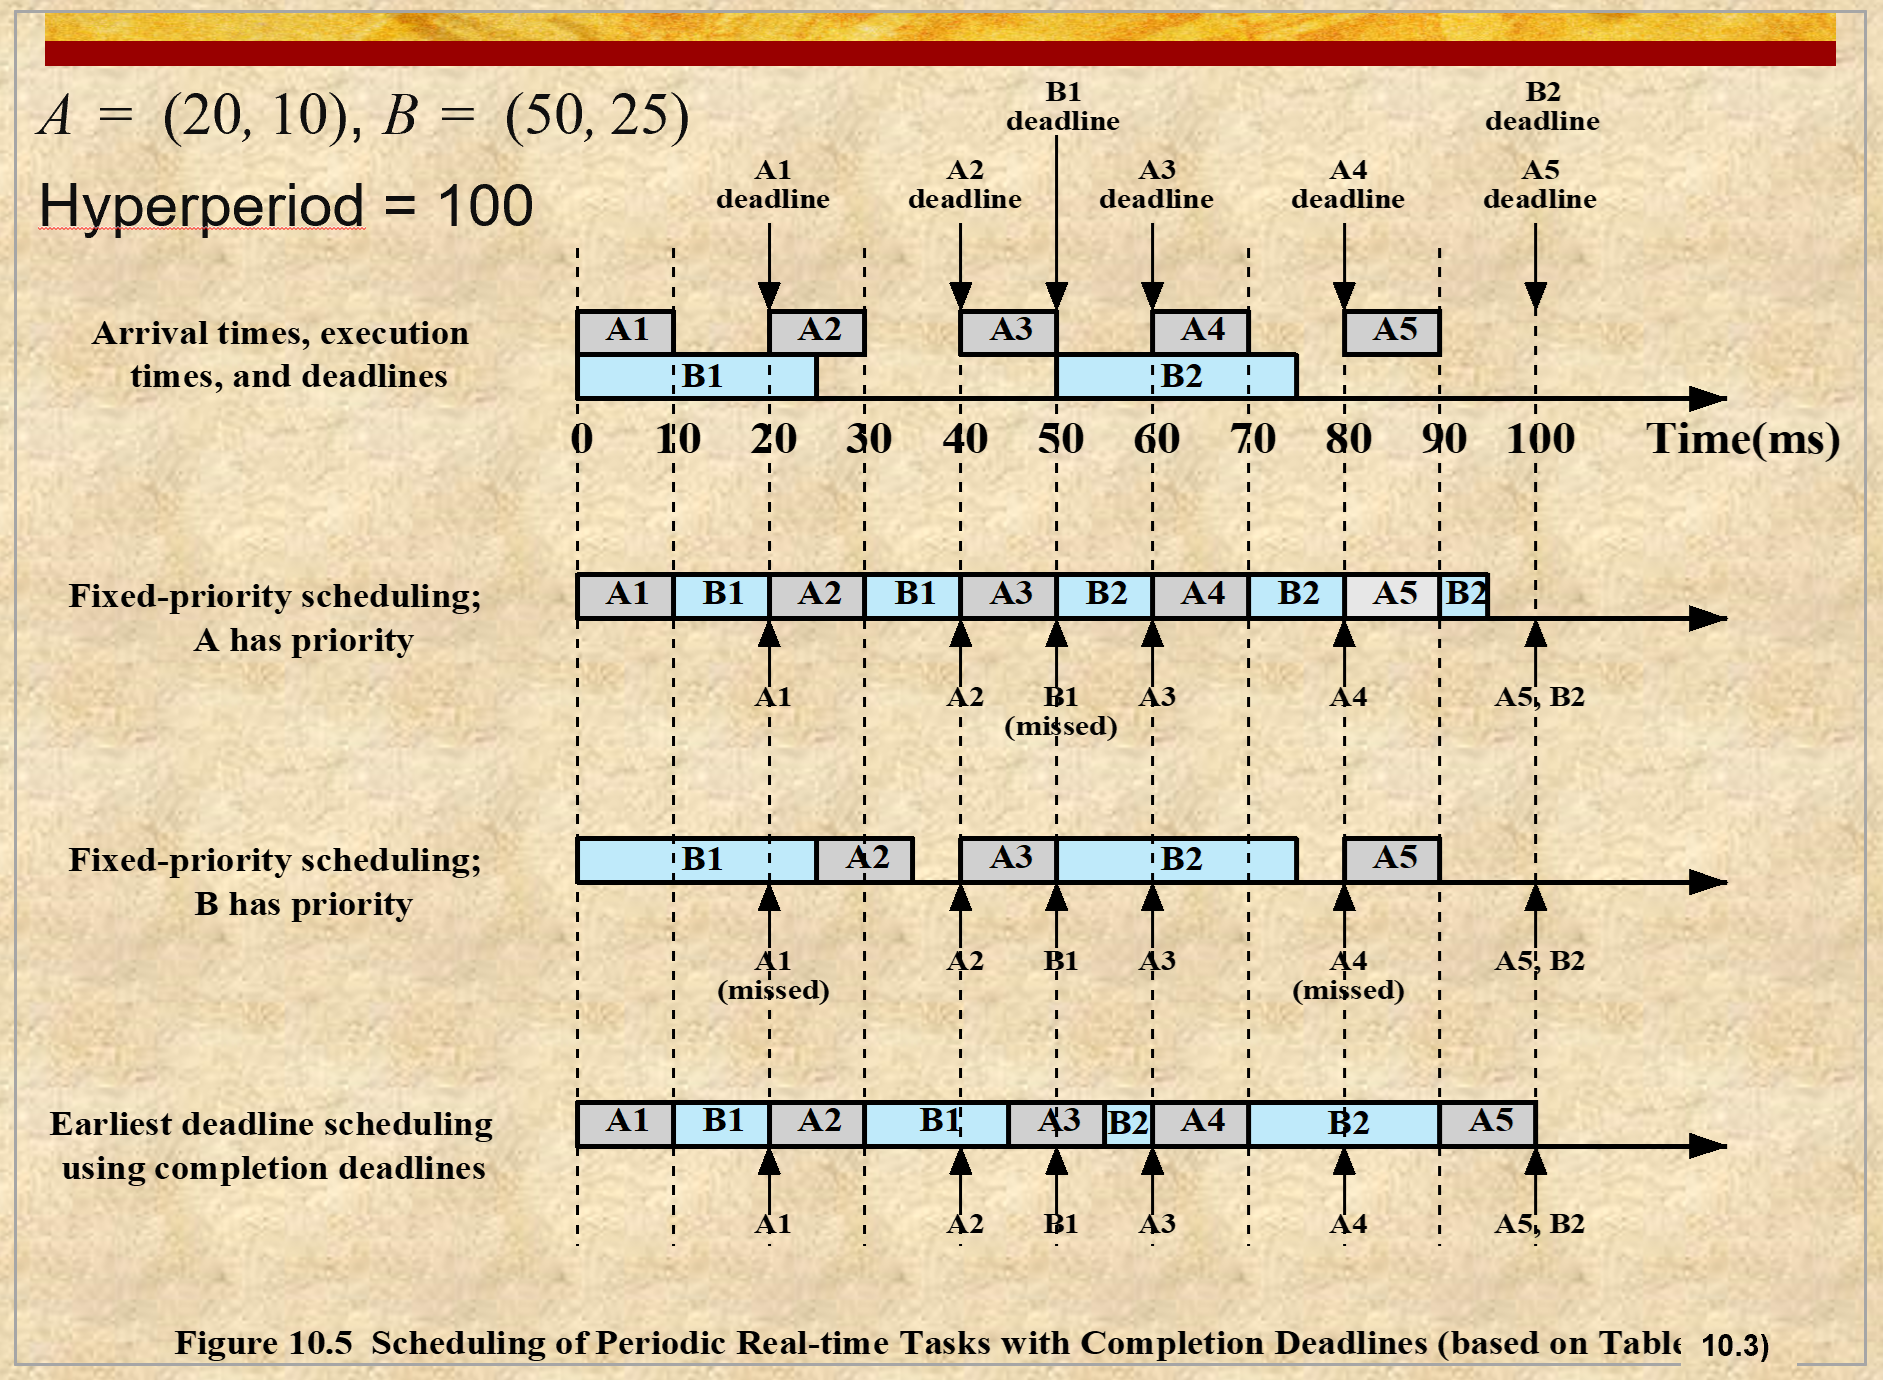 A = (20, 10), B = (50, 25)
Hyperperiod = 100
B1
deadline
B2
deadline
A1
deadline
A2
deadline
A3
deadline
A4
deadline
A5
deadline
Arrival times, execution
times, and deadlines
A1 A2 A3 A4 A5
B1 B2
0 10 20 30 40 50 60 70 80 90 100 Time(ms)
Fixed-priority scheduling;
A has priority
A1 B1 A2 B1 A3 B2 A4 B2 A5 B2
A1 A2 B1 A3 A4 A5, B2
(missed)
Fixed-priority scheduling;
B has priority
B1 A2 A3 B2 A5
A1 A2 B1 A3 A4 A5, B2
(missed) (missed)
Earliest deadline scheduling
using completion deadlines
A1 B1 A2 B1 A3 B2 A4 B2 A5
A1 A2 B1 A3 A4 A5, B2
Figure 10.5 Scheduling of Periodic Real-time Tasks with Completion Deadlines (based on Table 10.3)